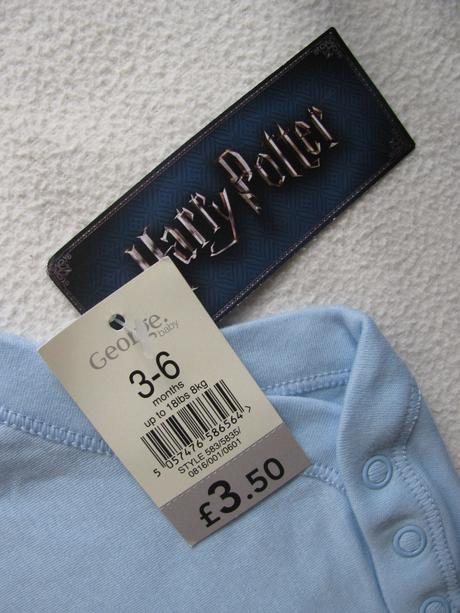 Harry Potter
George.
baby
3-6
months
up to 18lbs 8kg
5 057476 586564 >
STYLE 583/5835/
0816/001/0601
£3.50